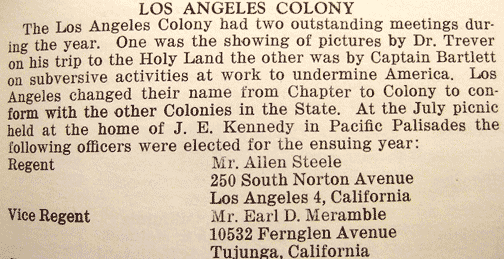 LOS ANGELES COLONY
The Los Angeles Colony had two outstanding meetings dur-
ing the year. One was the showing of pictures by Dr. Trever
on his trip to the Holy Land the other was by Captain Bartlett
on subversive activities at work to undermine America. Los
Angeles changed their name from Chapter to Colony to con-
form with the other Colonies in the State. At the July picnic
held at the home of J. E. Kennedy in Pacific Palisades the
following officers were elected for the ensuing year:
Regent Mr. Allen Steele
250 South Norton Avenue
Los Angeles 4, California
Vice Regent Mr. Earl D. Meramble
10532 Fernglen Avenue
Tujunga, California